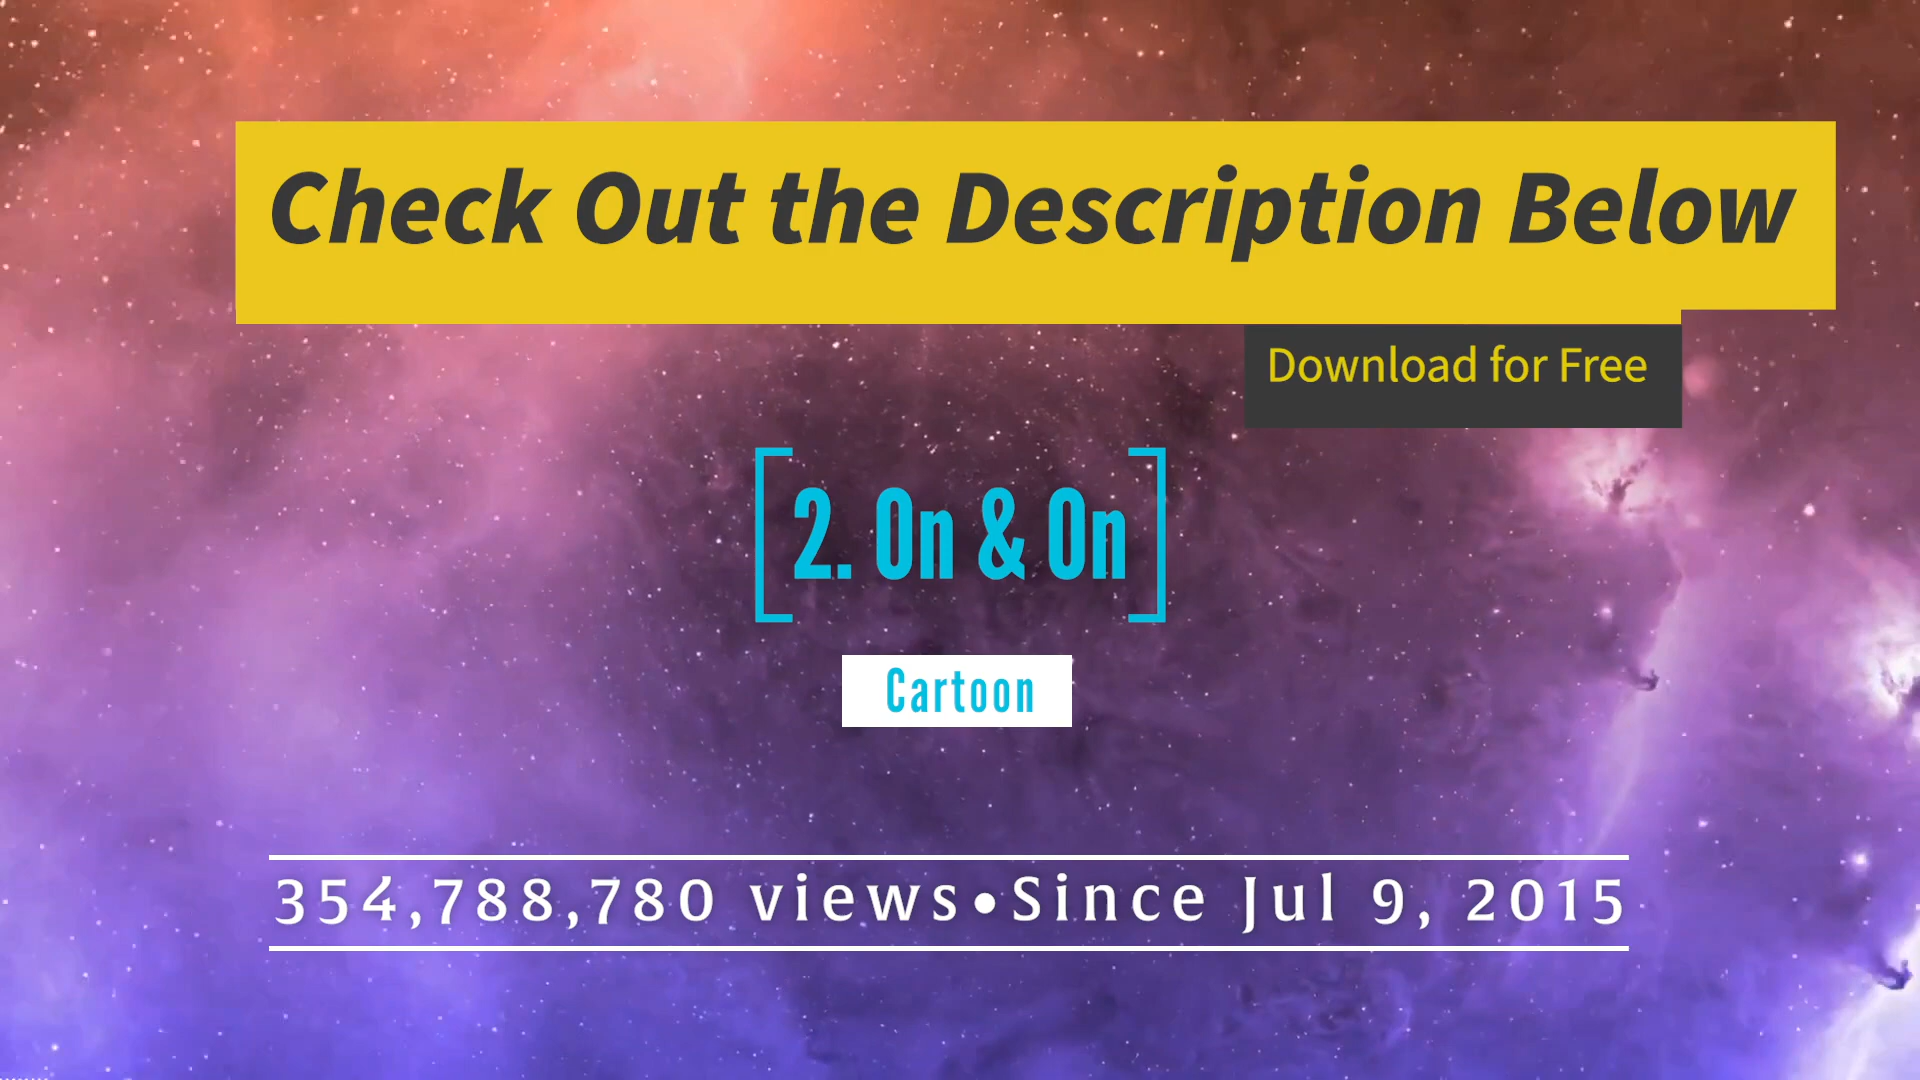 Check Out the Description Below
Download for Free
2. On & On
Cartoon
354,788,780 views•Since Jul 9, 2015